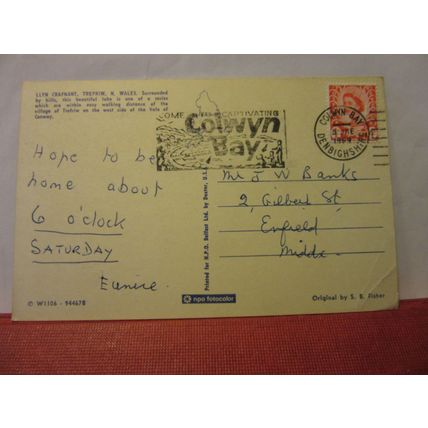 LLYN CRAFNANT, TREFRIW, N. WALES. Surrounded
by hills, this beautiful lake is one of a series
which are within easy walking distance of the
village of Trefriw on the west side of the Vale of
Conway.
COME TO CAPTIVATING
Colwyn
Bay!
COLWYN BAY
DENBIGHSHIRE
Hope to be
home about
6 o'clock
SATURDAY
Eunice.
Printed for N.P.O. Belfast Ltd. by Dexter, U.S.
Mr J W Banks
2, Gilbert St,
Enfield
Middx.
© W1106 - 94467B
npo fotocolor
Original by S. B. Fisher